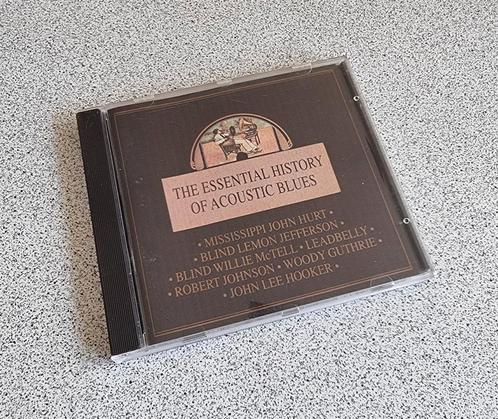 THE ESSENTIAL HISTORY
OF ACOUSTIC BLUES
• MISSISSIPPI JOHN HURT •
• BLIND LEMON JEFFERSON •
• BLIND WILLIE McTELL • LEADBELLY •
• ROBERT JOHNSON • WOODY GUTHRIE •
• JOHN LEE HOOKER •